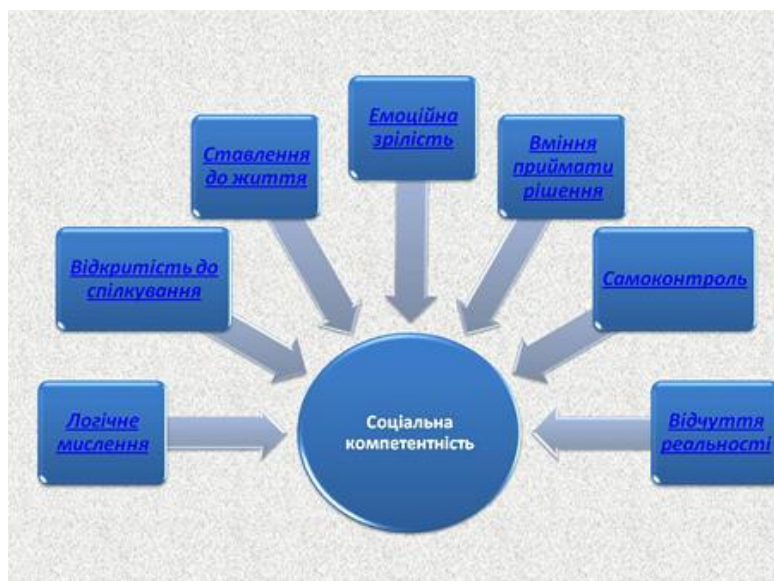 Емоційна
зрілість
Ставлення
до життя
Вміння
приймати
рішення
Відкритість до
спілкування
Самоконтроль
Логічне
мислення
Соціальна
компетентність
Відчуття
реальності